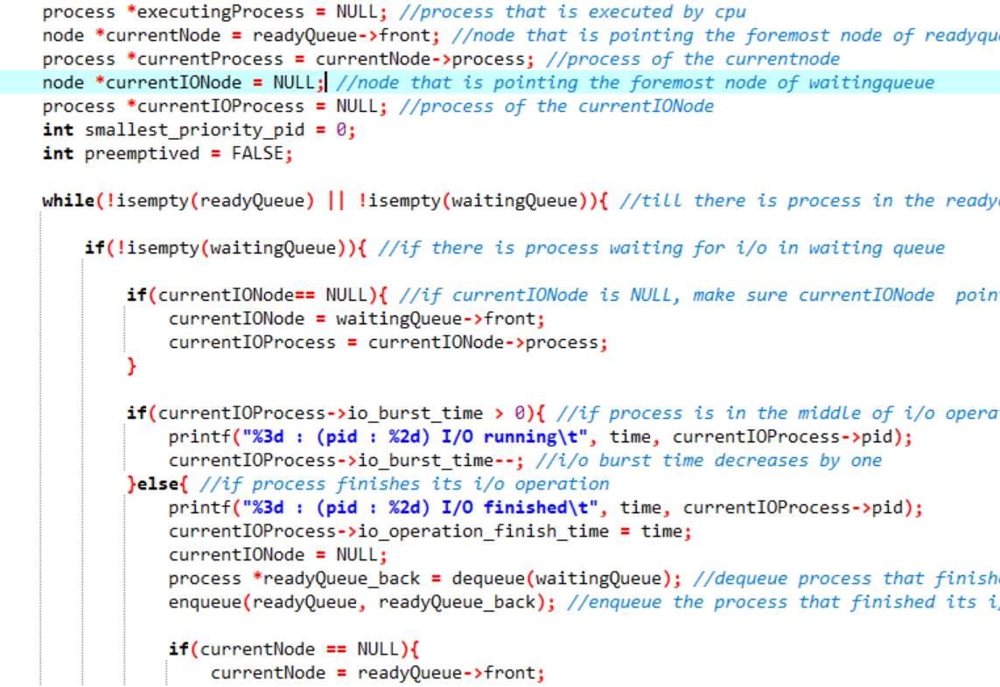 process *executingProcess = NULL; //process that is executed by cpu
node *currentNode = readyQueue->front; //node that is pointing the foremost node of
process *currentProcess = currentNode->process; //process of the currentnode
node *currentIONode = NULL; //node that is pointing the foremost node of waitingqueue
process *currentIOProcess = NULL; //process of the currentIONode
int smallest_priority_pid = 0;
int preemptived = FALSE;
while(!isempty(readyQueue) || !isempty(waitingQueue)){ //till there is process in the
if(!isempty(waitingQueue)){ //if there is process waiting for i/o in waiting queue
if(currentIONode== NULL){ //if currentIONode is NULL, make sure currentIONode
currentIONode = waitingQueue->front;
currentIOProcess = currentIONode->process;
}
if(currentIOProcess->io_burst_time > 0){ //if process is in the middle of i/o
printf("%3d : (pid : %2d) I/O running\t", time, currentIOProcess->pid);
currentIOProcess->io_burst_time--; //i/o burst time decreases by one
}else{ //if process finishes its i/o operation
printf("%3d : (pid : %2d) I/O finished\t", time, currentIOProcess->pid);
currentIOProcess->io_operation_finish_time = time;
currentIONode = NULL;
process *readyQueue_back = dequeue(waitingQueue); //dequeue process that
enqueue(readyQueue, readyQueue_back); //enqueue the process that finished its
if(currentNode == NULL){
currentNode = readyQueue->front;